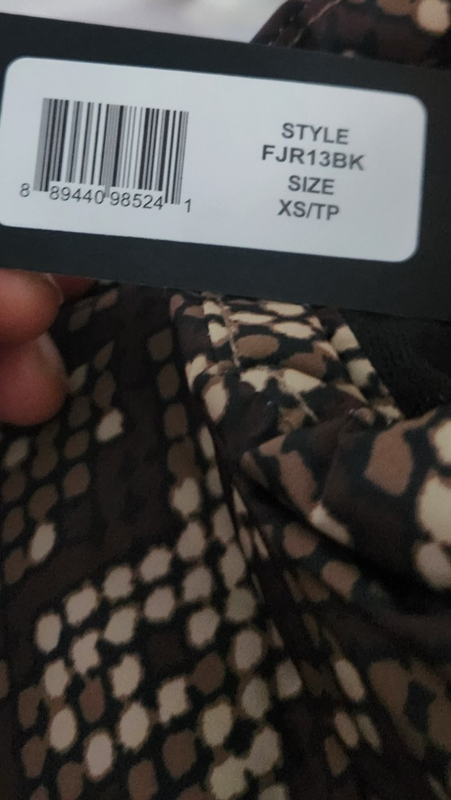 STYLE
FJR13BK
SIZE
XS/TP
8 89440 98524 1